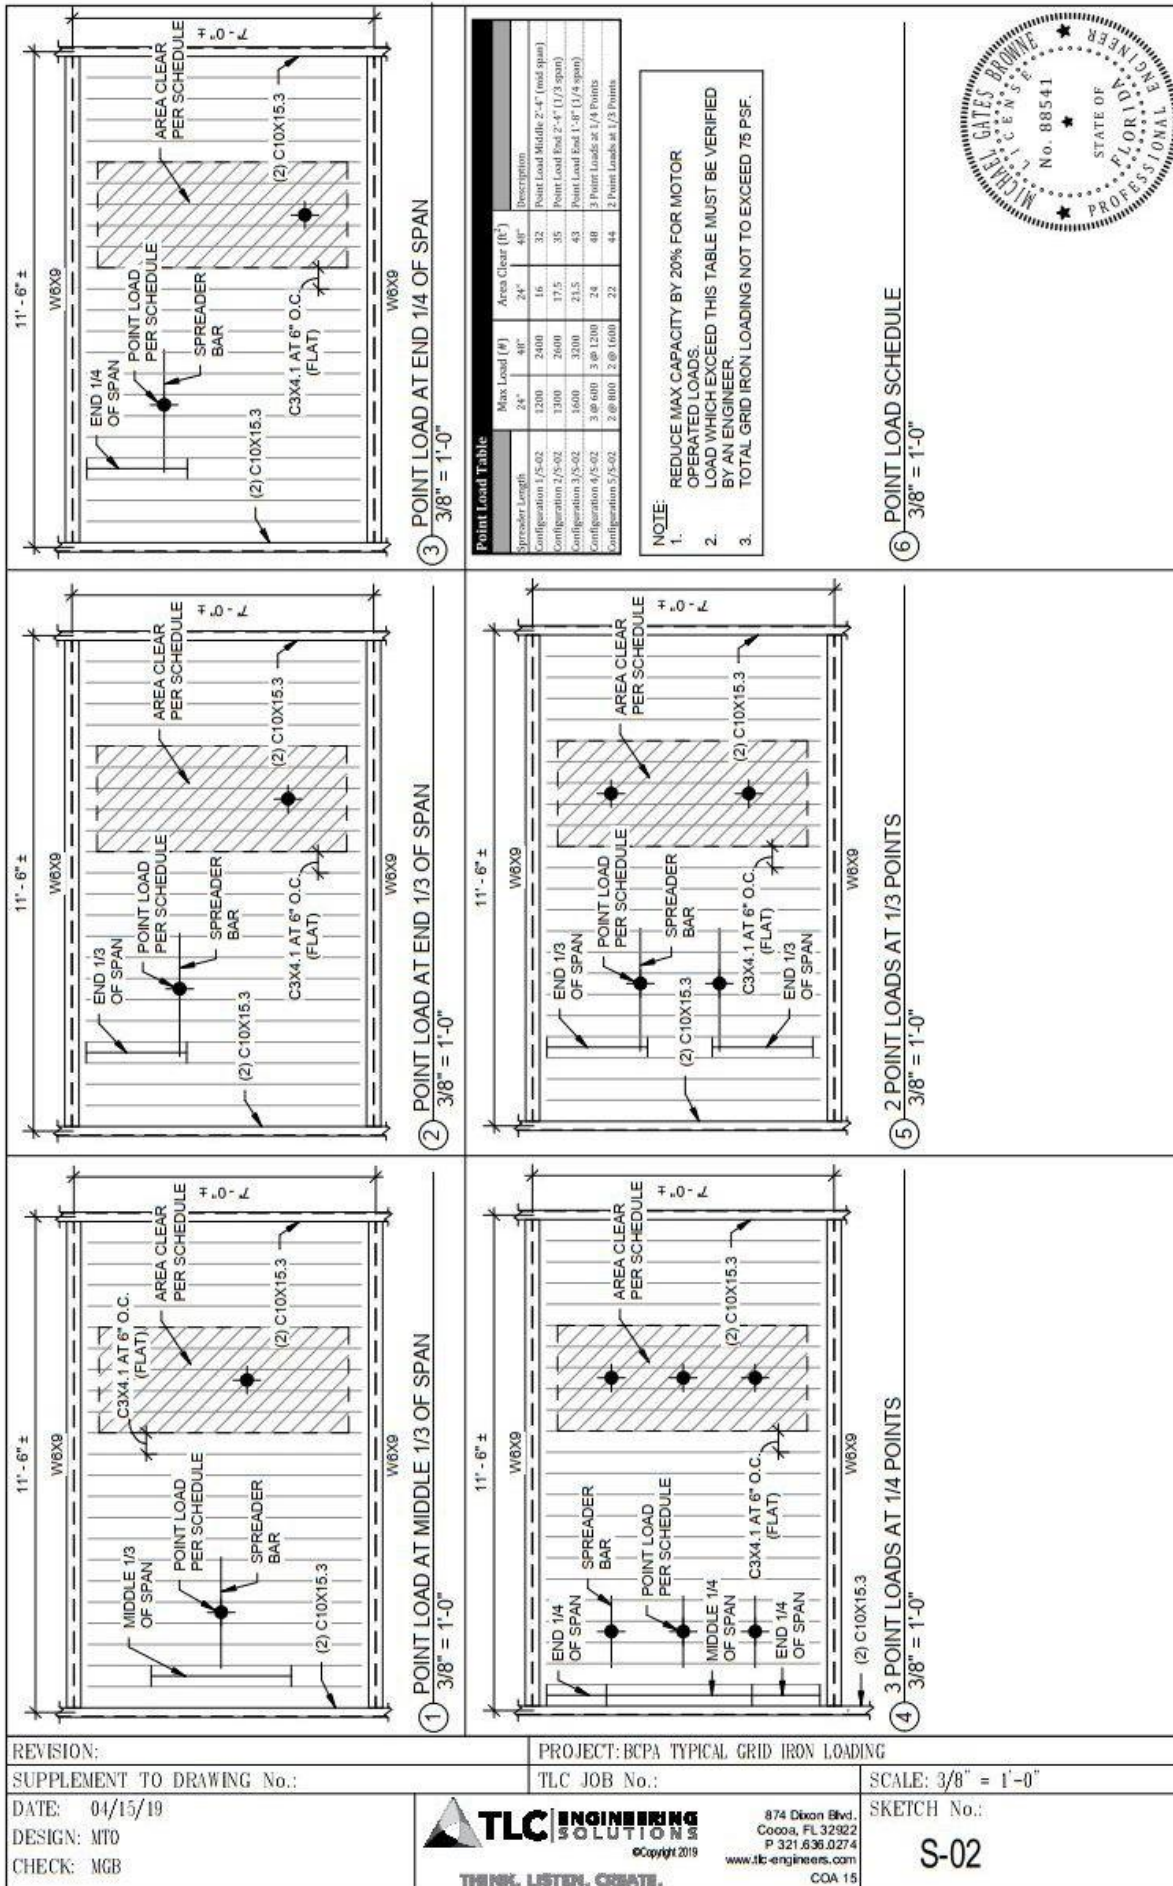 11' - 6" ±
W6X9
7' - 0" ±
MIDDLE 1/3
OF SPAN
POINT LOAD
PER SCHEDULE
SPREADER
BAR
(2) C10X15.3
C3X4.1 AT 6" O.C.
(FLAT)
AREA CLEAR
PER SCHEDULE
(2) C10X15.3
W6X9
1 POINT LOAD AT MIDDLE 1/3 OF SPAN
3/8" = 1'-0"
11' - 6" ±
W6X9
7' - 0" ±
END 1/3
OF SPAN
POINT LOAD
PER SCHEDULE
SPREADER
BAR
(2) C10X15.3
C3X4.1 AT 6" O.C.
(FLAT)
AREA CLEAR
PER SCHEDULE
(2) C10X15.3
W6X9
2 POINT LOAD AT END 1/3 OF SPAN
3/8" = 1'-0"
11' - 6" ±
W6X9
7' - 0" ±
END 1/4
OF SPAN
POINT LOAD
PER SCHEDULE
SPREADER
BAR
(2) C10X15.3
C3X4.1 AT 6" O.C.
(FLAT)
AREA CLEAR
PER SCHEDULE
(2) C10X15.3
W6X9
3 POINT LOAD AT END 1/4 OF SPAN
3/8" = 1'-0"
11' - 6" ±
W6X9
7' - 0" ±
END 1/4
OF SPAN
SPREADER
BAR
POINT LOAD
PER SCHEDULE
MIDDLE 1/4
OF SPAN
C3X4.1 AT 6" O.C.
(FLAT)
END 1/4
OF SPAN
(2) C10X15.3
AREA CLEAR
PER SCHEDULE
(2) C10X15.3
W6X9
4 3 POINT LOADS AT 1/4 POINTS
3/8" = 1'-0"
11' - 6" ±
W6X9
7' - 0" ±
END 1/3
OF SPAN
POINT LOAD
PER SCHEDULE
SPREADER
BAR
(2) C10X15.3
C3X4.1 AT 6" O.C.
(FLAT)
END 1/3
OF SPAN
AREA CLEAR
PER SCHEDULE
(2) C10X15.3
W6X9
5 2 POINT LOADS AT 1/3 POINTS
3/8" = 1'-0"
Point Load Table
Max Load (#) Area Clear (ft²)
Spreader Length 24" 48" 24" 48" Description
Configuration 1/S-02 1200 2400 16 32 Point Load Middle 2'-4" (mid span)
Configuration 2/S-02 1300 2600 17.5 35 Point Load End 2'-4" (1/3 span)
Configuration 3/S-02 1600 3200 21.5 43 Point Load End 1'-8" (1/4 span)
Configuration 4/S-02 3 @ 600 3 @ 1200 24 48 3 Point Loads at 1/4 Points
Configuration 5/S-02 2 @ 800 2 @ 1600 22 44 2 Point Loads at 1/3 Points
NOTE:
1. REDUCE MAX CAPACITY BY 20% FOR MOTOR
OPERATED LOADS.
2. LOAD WHICH EXCEED THIS TABLE MUST BE VERIFIED
BY AN ENGINEER.
3. TOTAL GRID IRON LOADING NOT TO EXCEED 75 PSF.
6 POINT LOAD SCHEDULE
3/8" = 1'-0"
MICHAEL GATES BROWNE
LICENSE
No. 88541
STATE OF
FLORIDA
PROFESSIONAL ENGINEER
REVISION:
PROJECT: BCPA TYPICAL GRID IRON LOADING
SUPPLEMENT TO DRAWING No.:
TLC JOB No.:
SCALE: 3/8" = 1'-0"
DATE: 04/15/19
DESIGN: MTO
CHECK: MGB
TLC ENGINEERING
SOLUTIONS
©Copyright 2019
THINK. LISTEN. CREATE.
874 Dixon Blvd.
Cocoa, FL 32922
P 321.636.0274
www.tlc-engineers.com
COA 15
SKETCH No.:
S-02